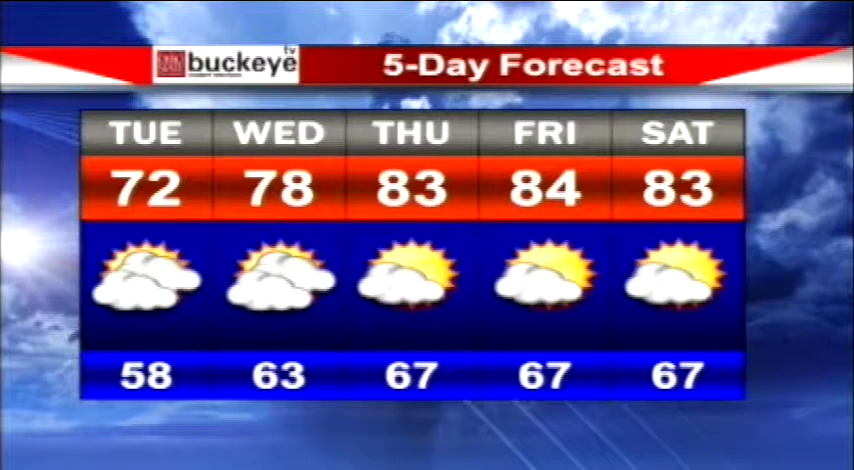 buckeye tv
5-Day Forecast
TUE WED THU FRI SAT
72 78 83 84 83
58 63 67 67 67